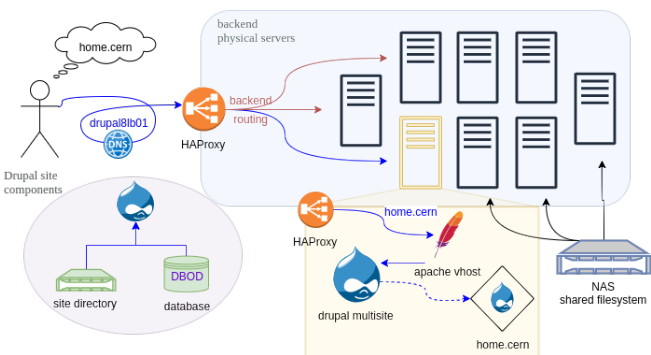 backend
physical servers
home.cern
drupal8lb01
DNS
HAProxy
backend
routing
Drupal site
components
DBOD
site directory
database
HAProxy
home.cern
apache vhost
drupal multisite
home.cern
NAS
shared filesystem